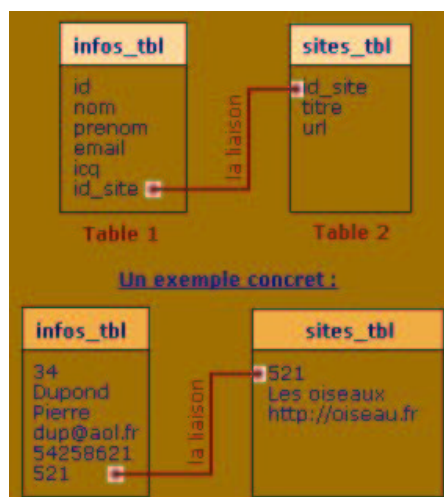 infos_tbl
id
nom
prenom
email
icq
id_site
la liaison
sites_tbl
id_site
titre
url
Table 1
Table 2
Un exemple concret :
infos_tbl
34
Dupond
Pierre
dup@aol.fr
54258621
521
la liaison
sites_tbl
521
Les oiseaux
http://oiseau.fr